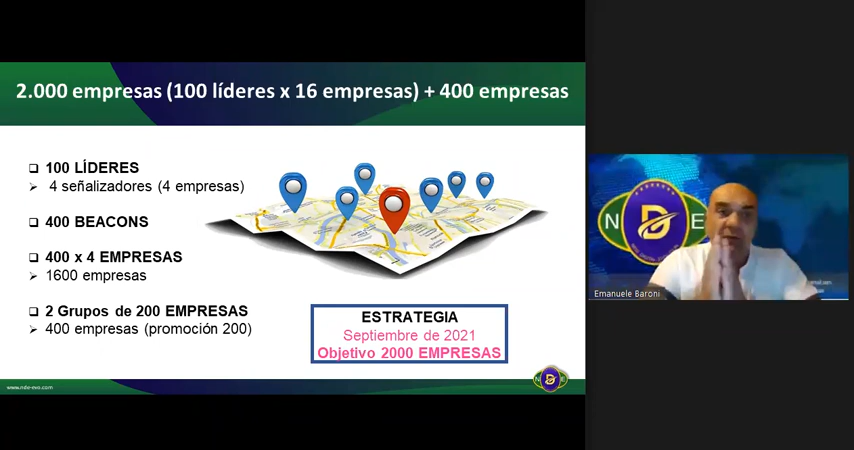 2.000 empresas (100 líderes x 16 empresas) + 400 empresas
100 LÍDERES
4 señalizadores (4 empresas)
400 BEACONS
400 x 4 EMPRESAS
1600 empresas
2 Grupos de 200 EMPRESAS
400 empresas (promoción 200)
ESTRATEGIA
Septiembre de 2021
Objetivo 2000 EMPRESAS
www.nde-evo.com
N D E
N D E
Emanuele Baroni